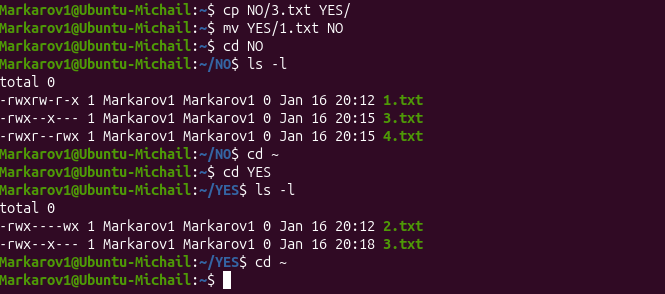 Markarov1@Ubuntu-Michail:~$ cp NO/3.txt YES/
Markarov1@Ubuntu-Michail:~$ mv YES/1.txt NO
Markarov1@Ubuntu-Michail:~$ cd NO
Markarov1@Ubuntu-Michail:~/NO$ ls -l
total 0
-rwxrw-r-x 1 Markarov1 Markarov1 0 Jan 16 20:12 1.txt
-rwx--x--- 1 Markarov1 Markarov1 0 Jan 16 20:15 3.txt
-rwxr--rwx 1 Markarov1 Markarov1 0 Jan 16 20:15 4.txt
Markarov1@Ubuntu-Michail:~/NO$ cd ~
Markarov1@Ubuntu-Michail:~$ cd YES
Markarov1@Ubuntu-Michail:~/YES$ ls -l
total 0
-rwx----wx 1 Markarov1 Markarov1 0 Jan 16 20:12 2.txt
-rwx--x--- 1 Markarov1 Markarov1 0 Jan 16 20:18 3.txt
Markarov1@Ubuntu-Michail:~/YES$ cd ~
Markarov1@Ubuntu-Michail:~$